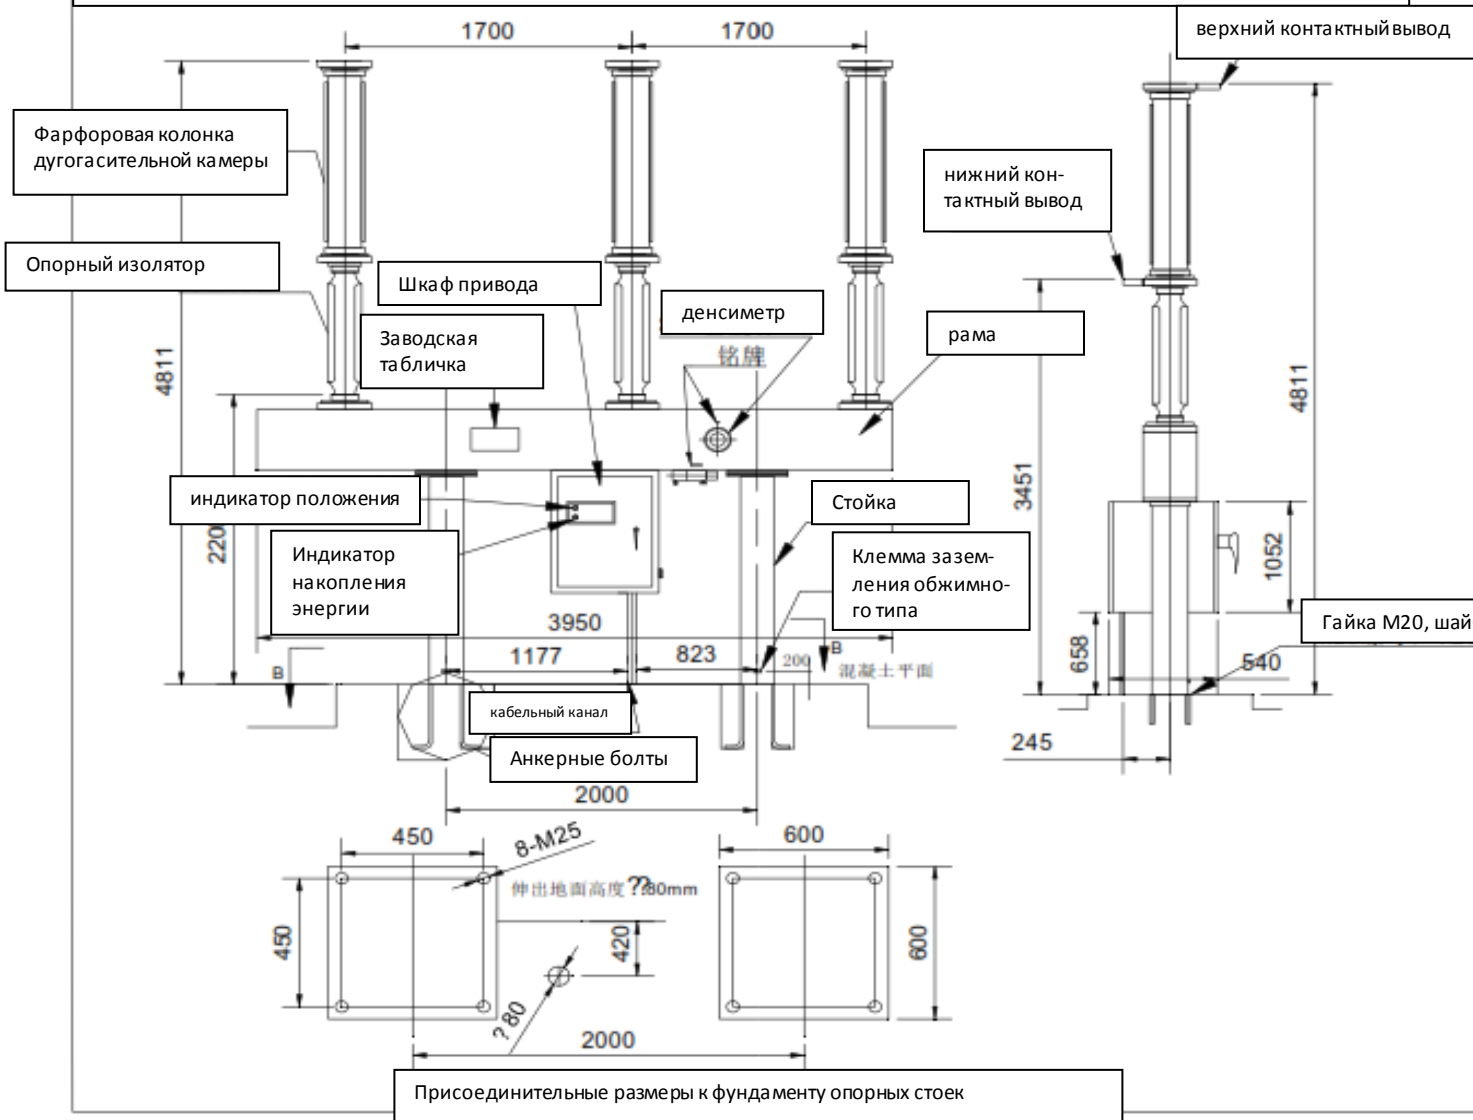 1700
1700
верхний контактный вывод
Фарфоровая колонка
дугогасительной камеры
нижний кон-
тактный вывод
Опорный изолятор
Шкаф привода
денсиметр
Заводская
табличка
铭牌
рама
4811
4811
3451
индикатор положения
Стойка
220
Индикатор
накопления
энергии
Клемма зазем-
ления обжимно-
го типа
1052
3950
Гайка М20, шай
1177
823
B
B
200
混凝土平面
658
540
кабельный канал
Анкерные болты
245
2000
450
8-M25
600
伸出地面高度??80mm
450
420
600
? 80
2000
Присоединительные размеры к фундаменту опорных стоек